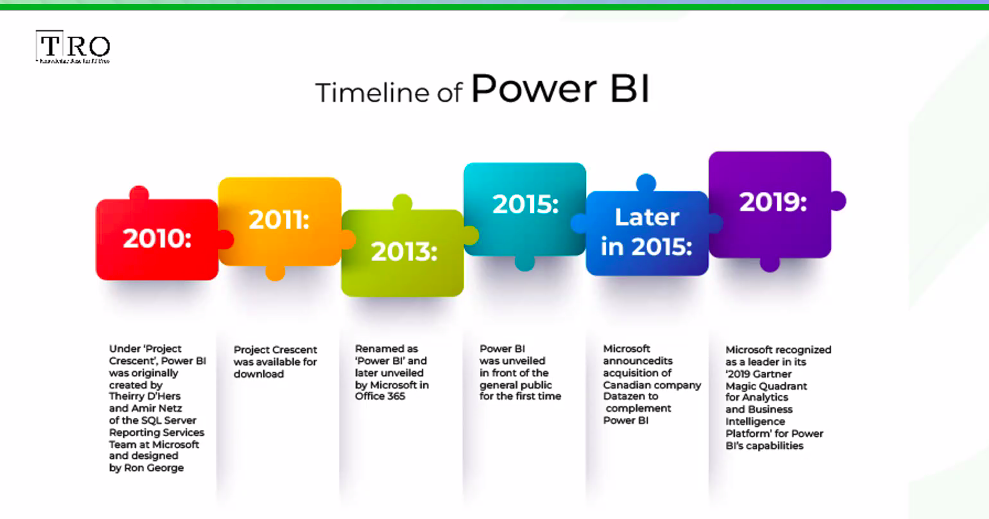 TRO
Timeline of Power BI
2010:
2011:
2013:
2015:
Later
in 2015:
2019:
Under ‘Project
Crescent’, Power BI
was originally
created by
Theirry D’Hers
and Amir Netz
of the SQL Server
Reporting Services
Team at Microsoft
and designed
by Ron George
Project Crescent
was available for
download
Renamed as
‘Power BI’ and
later unveiled
by Microsoft in
Office 365
Power BI
was unveiled
in front of the
general public
for the first time
Microsoft
announcedits
acquisition of
Canadian company
Datazen to
complement
Power BI
Microsoft recognized
as a leader in its
‘2019 Gartner
Magic Quadrant
for Analytics
and Business
Intelligence
Platform’ for Power
BI’s capabilities